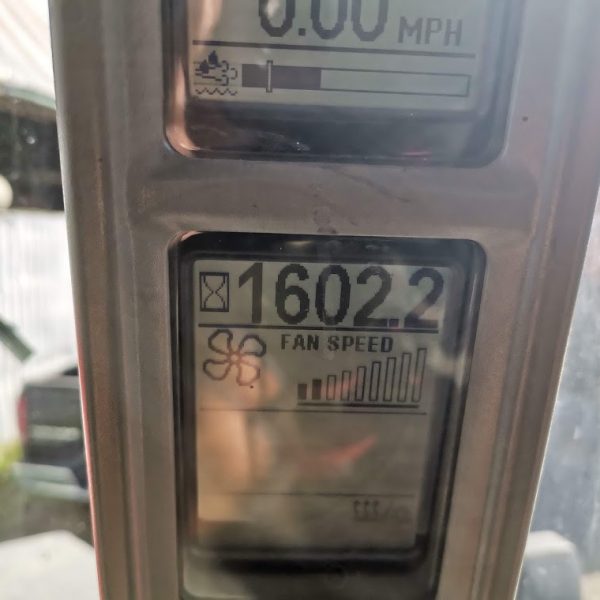 0.00 MPH
1602.2
FAN SPEED